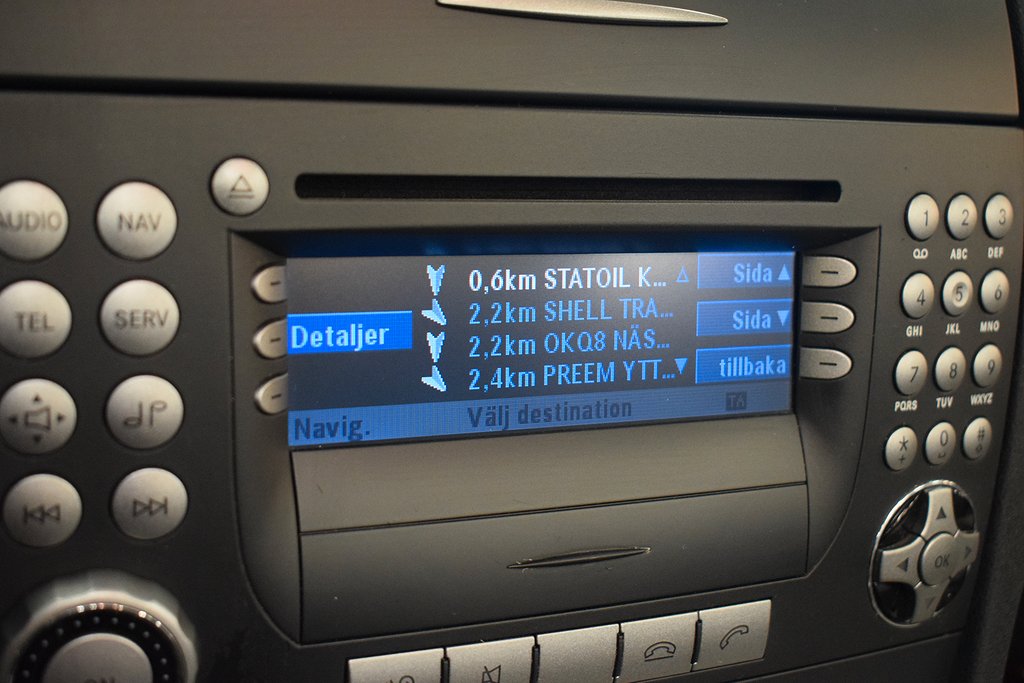 AUDIO
NAV
TEL
SERV
Detaljer
0,6km STATOIL K...
2,2km SHELL TRA...
2,2km OKQ8 NÄS...
2,4km PREEM YTT...
Sida
Sida
tillbaka
Navig.
Välj destination
TA
1
2
3
ABC
DEF
4
5
6
GHI
JKL
MNO
7
8
9
PQRS
TUV
WXYZ
*
0
#
+
OK
ON